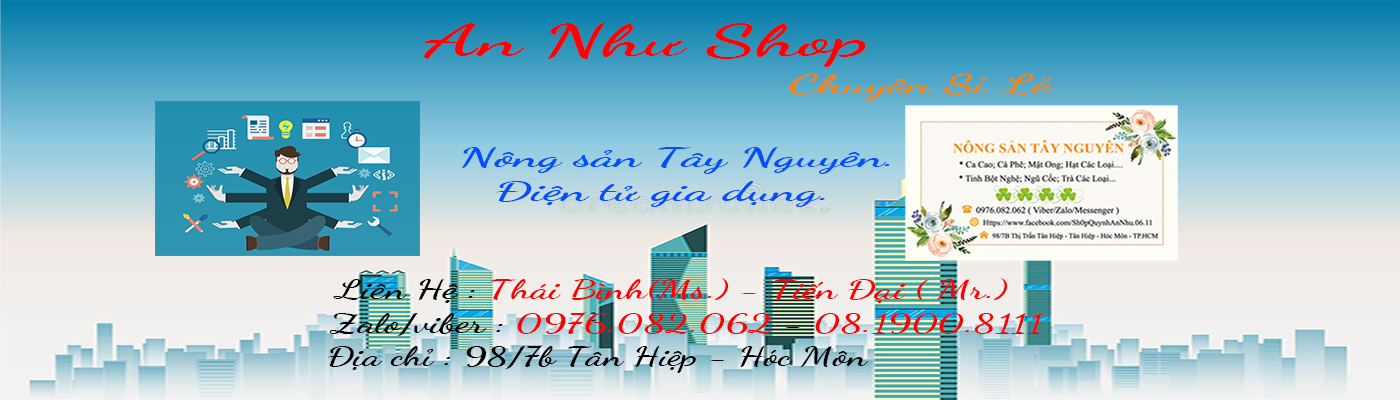 An Như Shop
Chuyên Sỉ .Lẻ
Nông sản Tây Nguyên.
Điện tử gia dụng.
NÔNG SẢN TÂY NGUYÊN
* Ca Cao; Cà Phê; Mật Ong; Hạt Các Loại....
* Tinh Bột Nghệ; Ngũ Cốc; Trà Các Loại...
0976.082.062 ( Viber/Zalo/Messenger )
Https://www.facebook.com/Sh0pQuynhAnNhu.06.11
98/7B Thị Trấn Tân Hiệp - Tân Hiệp - Hóc Môn - TP.HCM
Liên Hệ : Thái Bình(Ms.) - Tiến Đại ( Mr.)
Zalo/viber : 0976.082.062 - 08.1900.8111
Địa chỉ : 98/7b Tân Hiệp - Hóc Môn